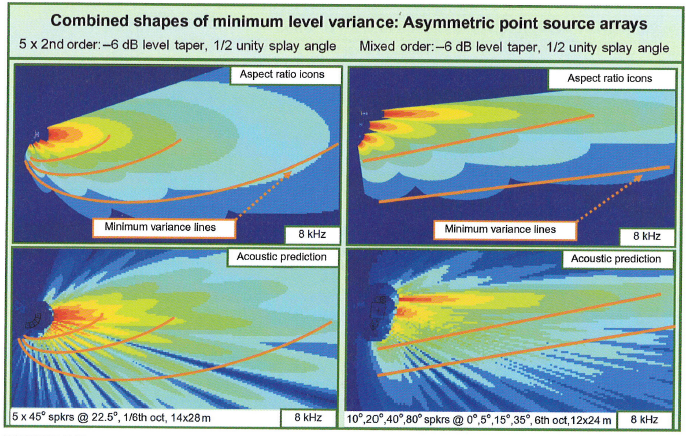 Combined shapes of minimum level variance: Asymmetric point source arrays
5 x 2nd order:–6 dB level taper, 1/2 unity splay angle
Mixed order:–6 dB level taper, 1/2 unity splay angle
Aspect ratio icons
Minimum variance lines
8 kHz
Aspect ratio icons
Minimum variance lines
8 kHz
Acoustic prediction
5 x 45° spkrs @ 22.5°, 1/6th oct, 14x28m
8 kHz
Acoustic prediction
10°,20°,40°,80° spkrs @ 0°,5°,15°,35°, 6th oct,12x24m
8 kHz